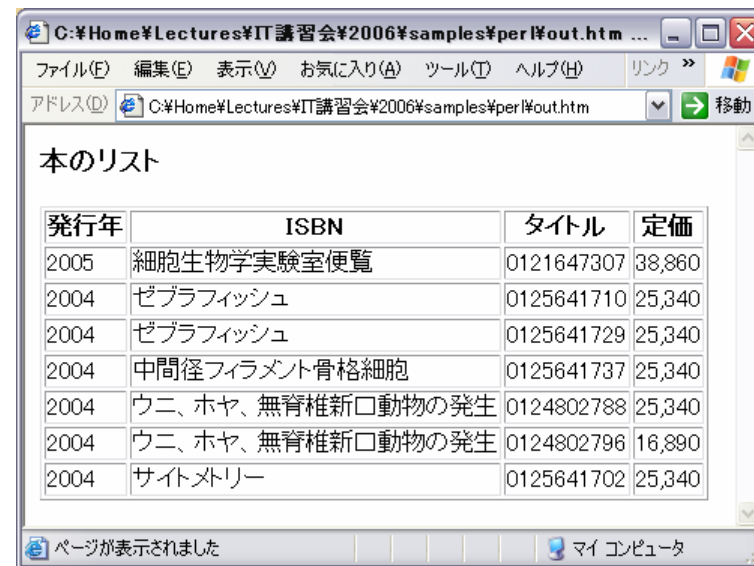 C:¥Home¥Lectures¥IT講習会¥2006¥samples¥perl¥out.htm ...
ファイル(F) 編集(E) 表示(V) お気に入り(A) ツール(T) ヘルプ(H) リンク »
アドレス(D) C:¥Home¥Lectures¥IT講習会¥2006¥samples¥perl¥out.htm 移動
本のリスト
発行年 ISBN タイトル 定価
2005 細胞生物学実験室便覧 0121647307 38,860
2004 ゼブラフィッシュ 0125641710 25,340
2004 ゼブラフィッシュ 0125641729 25,340
2004 中間径フィラメント骨格細胞 0125641737 25,340
2004 ウニ、ホヤ、無脊椎新口動物の発生 0124802788 25,340
2004 ウニ、ホヤ、無脊椎新口動物の発生 0124802796 16,890
2004 サイトメトリー 0125641702 25,340
ページが表示されました マイ コンピュータ